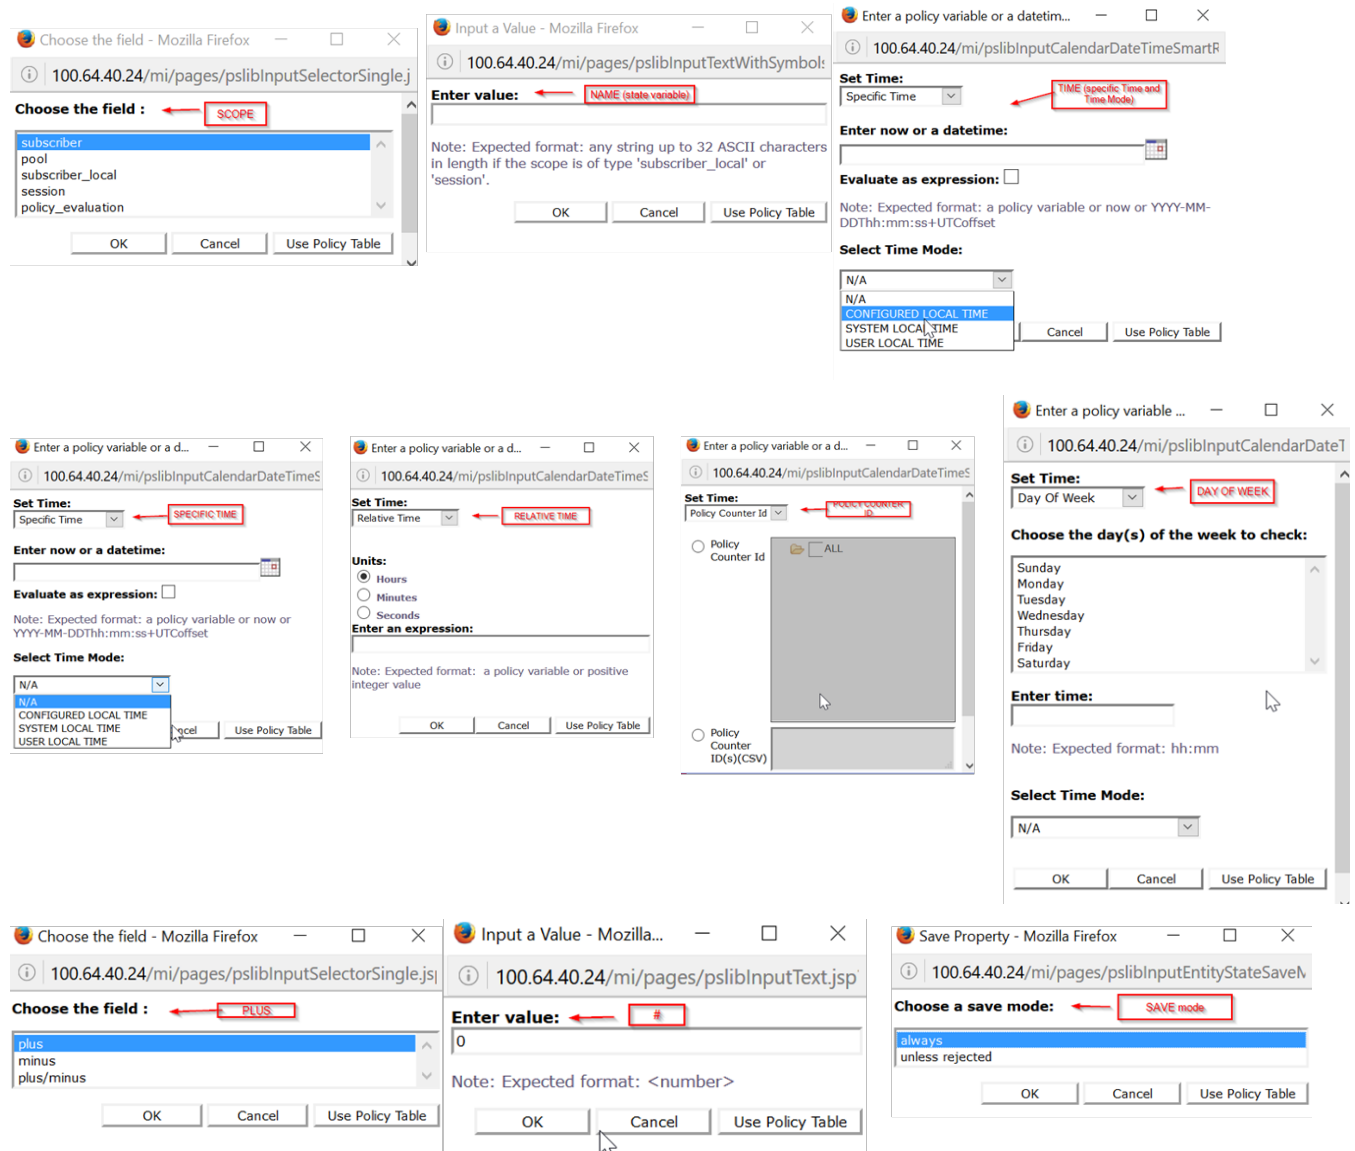 Choose the field - Mozilla Firefox
100.64.40.24/mi/pages/pslibInputSelectorSingle.j
Choose the field :
SCOPE
subscriber
pool
subscriber_local
session
policy_evaluation
OK Cancel Use Policy Table
Input a Value - Mozilla Firefox
100.64.40.24/mi/pages/pslibInputTextWithSymbols
Enter value:
NAME (state variable)
Note: Expected format: any string up to 32 ASCII characters
in length if the scope is of type 'subscriber_local' or
'session'.
OK Cancel Use Policy Table
Enter a policy variable or a datetim...
100.64.40.24/mi/pslibInputCalendarDateTimeSmartR
Set Time:
Specific Time
TIME (specific Time and
Time Mode)
Enter now or a datetime:
Evaluate as expression:
Note: Expected format: a policy variable or now or YYYY-MM-
DDThh:mm:ss+UTCoffset
Select Time Mode:
N/A
N/A
CONFIGURED LOCAL TIME
SYSTEM LOCAL TIME
USER LOCAL TIME
Cancel Use Policy Table
Enter a policy variable or a d...
100.64.40.24/mi/pslibInputCalendarDateTimeS
Set Time:
Specific Time
SPECIFIC TIME
Enter now or a datetime:
Evaluate as expression:
Note: Expected format: a policy variable or now or
YYYY-MM-DDThh:mm:ss+UTCoffset
Select Time Mode:
N/A
N/A
CONFIGURED LOCAL TIME
SYSTEM LOCAL TIME
USER LOCAL TIME
ncel Use Policy Table
Enter a policy variable or a d...
100.64.40.24/mi/pslibInputCalendarDateTimeS
Set Time:
Relative Time
RELATIVE TIME
Units:
Hours
Minutes
Seconds
Enter an expression:
Note: Expected format: a policy variable or positive
integer value
OK Cancel Use Policy Table
Enter a policy variable or a d...
100.64.40.24/mi/pslibInputCalendarDateTimeS
Set Time:
Policy Counter Id
POLICY COUNTER
ID
Policy
Counter Id
ALL
Policy
Counter
ID(s)(CSV)
Enter a policy variable ...
100.64.40.24/mi/pslibInputCalendarDateT
Set Time:
Day Of Week
DAY OF WEEK
Choose the day(s) of the week to check:
Sunday
Monday
Tuesday
Wednesday
Thursday
Friday
Saturday
Enter time:
Note: Expected format: hh:mm
Select Time Mode:
N/A
OK Cancel Use Policy Table
Choose the field - Mozilla Firefox
100.64.40.24/mi/pages/pslibInputSelectorSingle.jsp
Choose the field :
PLUS
plus
minus
plus/minus
OK Cancel Use Policy Table
Input a Value - Mozilla...
100.64.40.24/mi/pages/pslibInputText.jsp
Enter value:
#
0
Note: Expected format: <number>
OK Cancel Use Policy Table
Save Property - Mozilla Firefox
100.64.40.24/mi/pages/pslibInputEntityStateSaveM
Choose a save mode:
SAVE mode
always
unless rejected
OK Cancel Use Policy Table